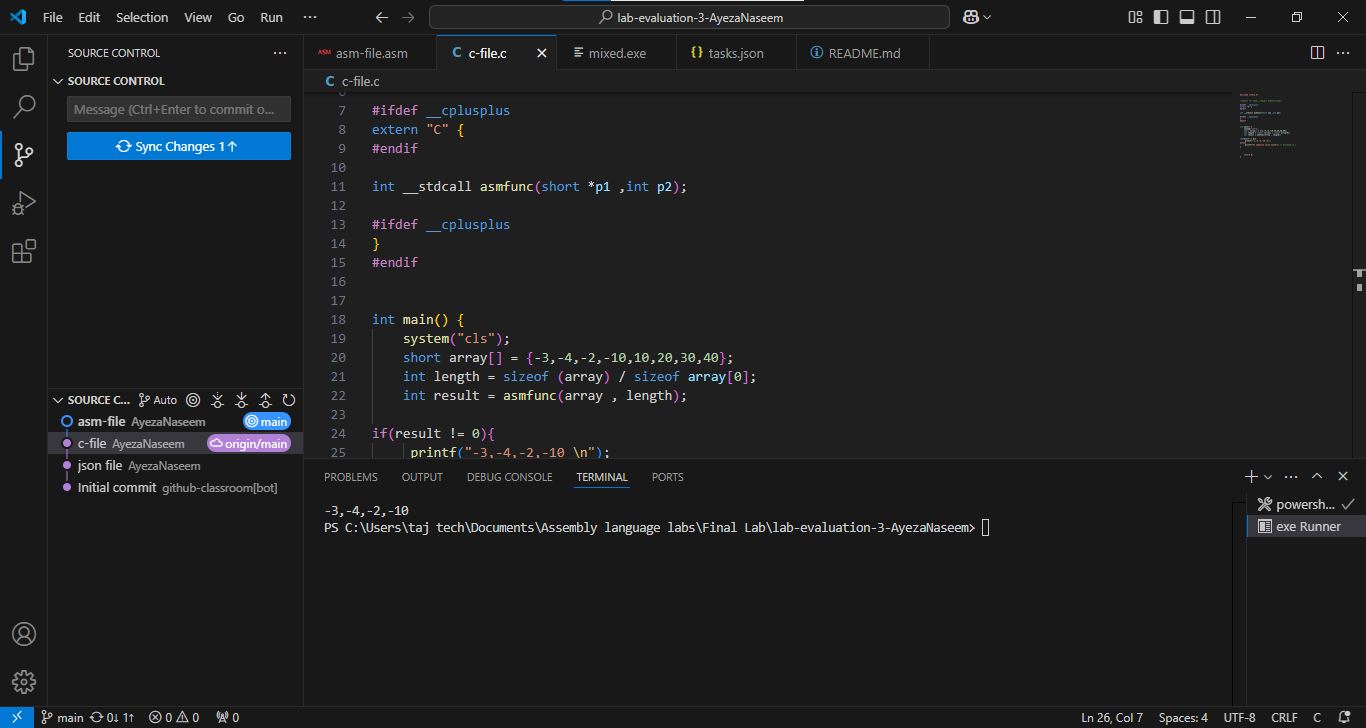 File Edit Selection View Go Run ··· lab-evaluation-3-AyezaNaseem
SOURCE CONTROL ···
SOURCE CONTROL
Message (Ctrl+Enter to commit o...
Sync Changes 1↑
SOURCE C... Auto
asm-file AyezaNaseem main
c-file AyezaNaseem origin/main
json file AyezaNaseem
Initial commit github-classroom[bot]
ASM asm-file.asm C c-file.c mixed.exe {} tasks.json README.md
C c-file.c
6
7 #ifdef __cplusplus
8 extern "C" {
9 #endif
10
11 int __stdcall asmfunc(short *p1 ,int p2);
12
13 #ifdef __cplusplus
14 }
15 #endif
16
17
18 int main() {
19 system("cls");
20 short array[] = {-3,-4,-2,-10,10,20,30,40};
21 int length = sizeof (array) / sizeof array[0];
22 int result = asmfunc(array , length);
23
24 if(result != 0){
25 printf("-3,-4,-2,-10 \n");
PROBLEMS OUTPUT DEBUG CONSOLE TERMINAL PORTS
-3,-4,-2,-10
PS C:\Users\taj tech\Documents\Assembly language labs\Final Lab\lab-evaluation-3-AyezaNaseem>
powersh...
exe Runner
main 0↓ 1↑ 0 0 0 Ln 26, Col 7 Spaces: 4 UTF-8 CRLF C